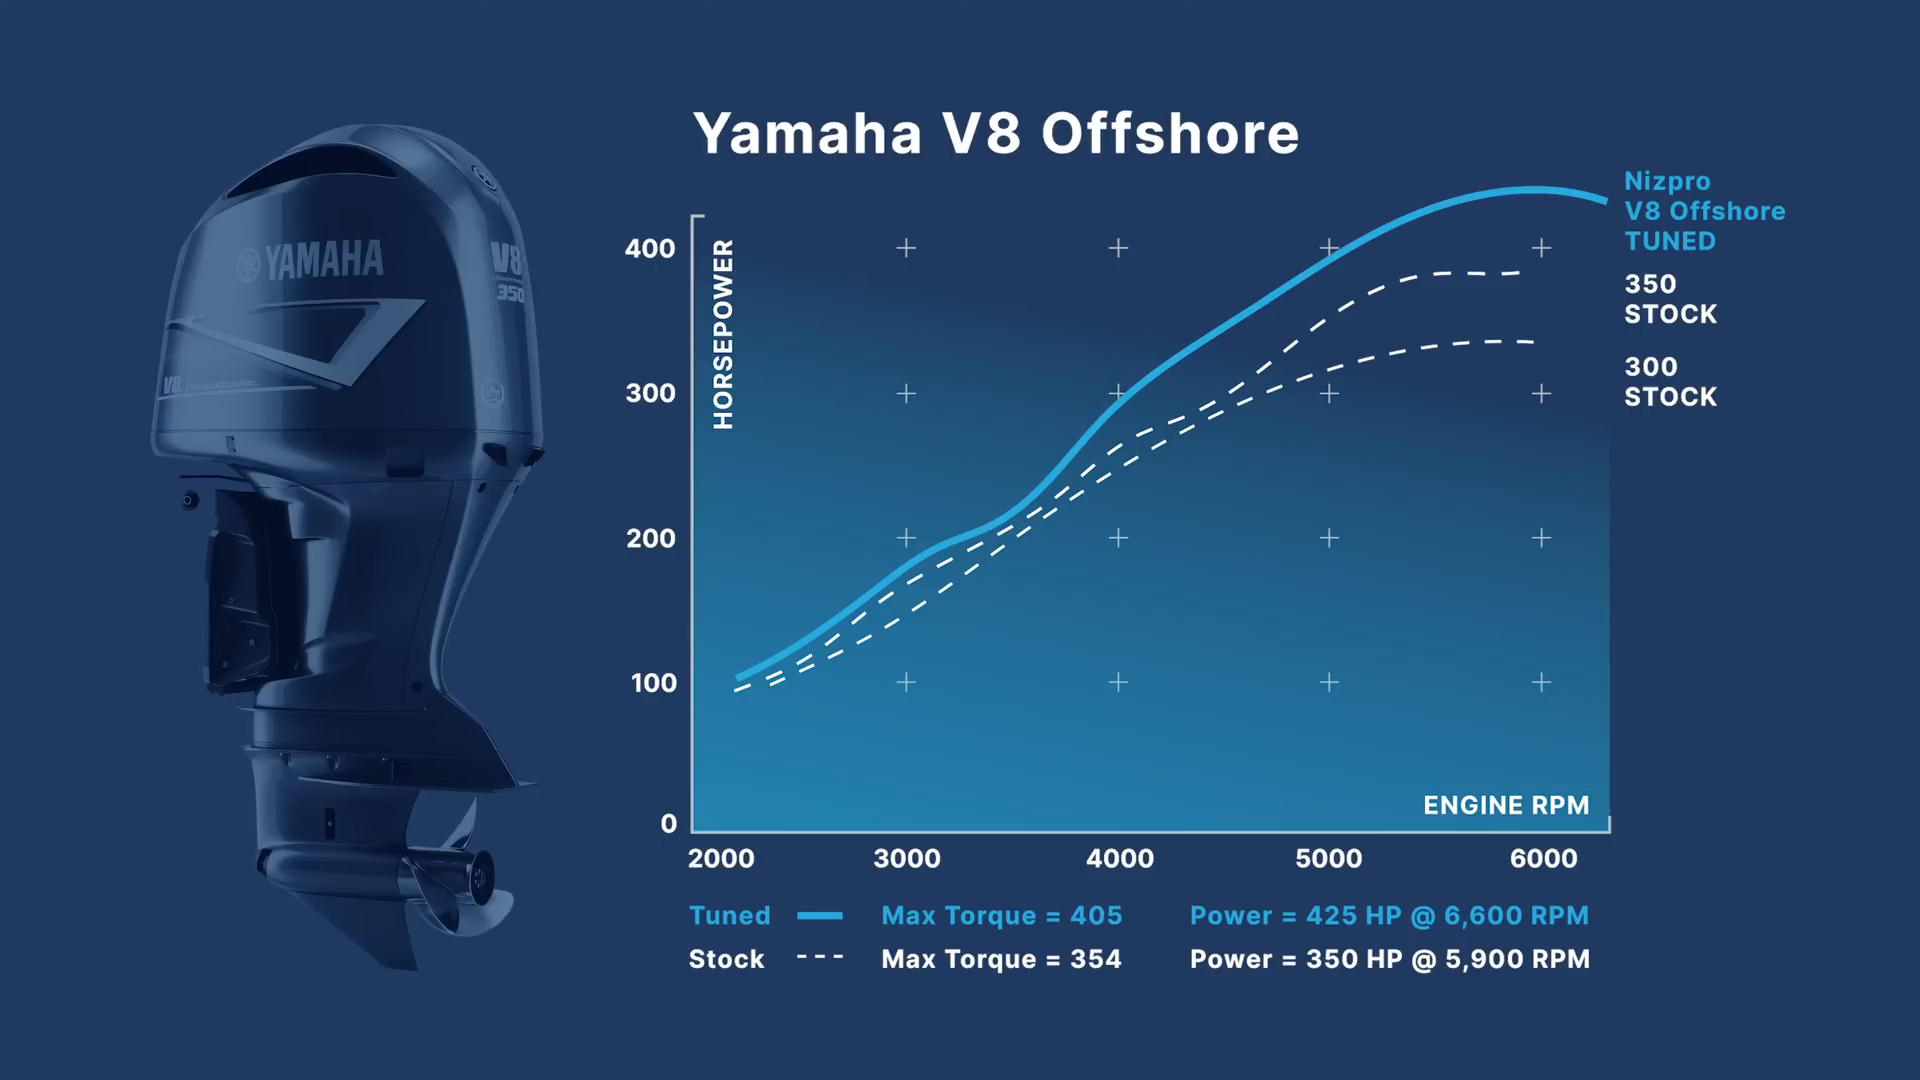 Yamaha V8 Offshore
YAMAHA
V8
350
V8
HORSEPOWER
400
300
200
100
0
Nizpro
V8 Offshore
TUNED
350
STOCK
300
STOCK
ENGINE RPM
2000 3000 4000 5000 6000
Tuned Max Torque = 405 Power = 425 HP @ 6,600 RPM
Stock Max Torque = 354 Power = 350 HP @ 5,900 RPM